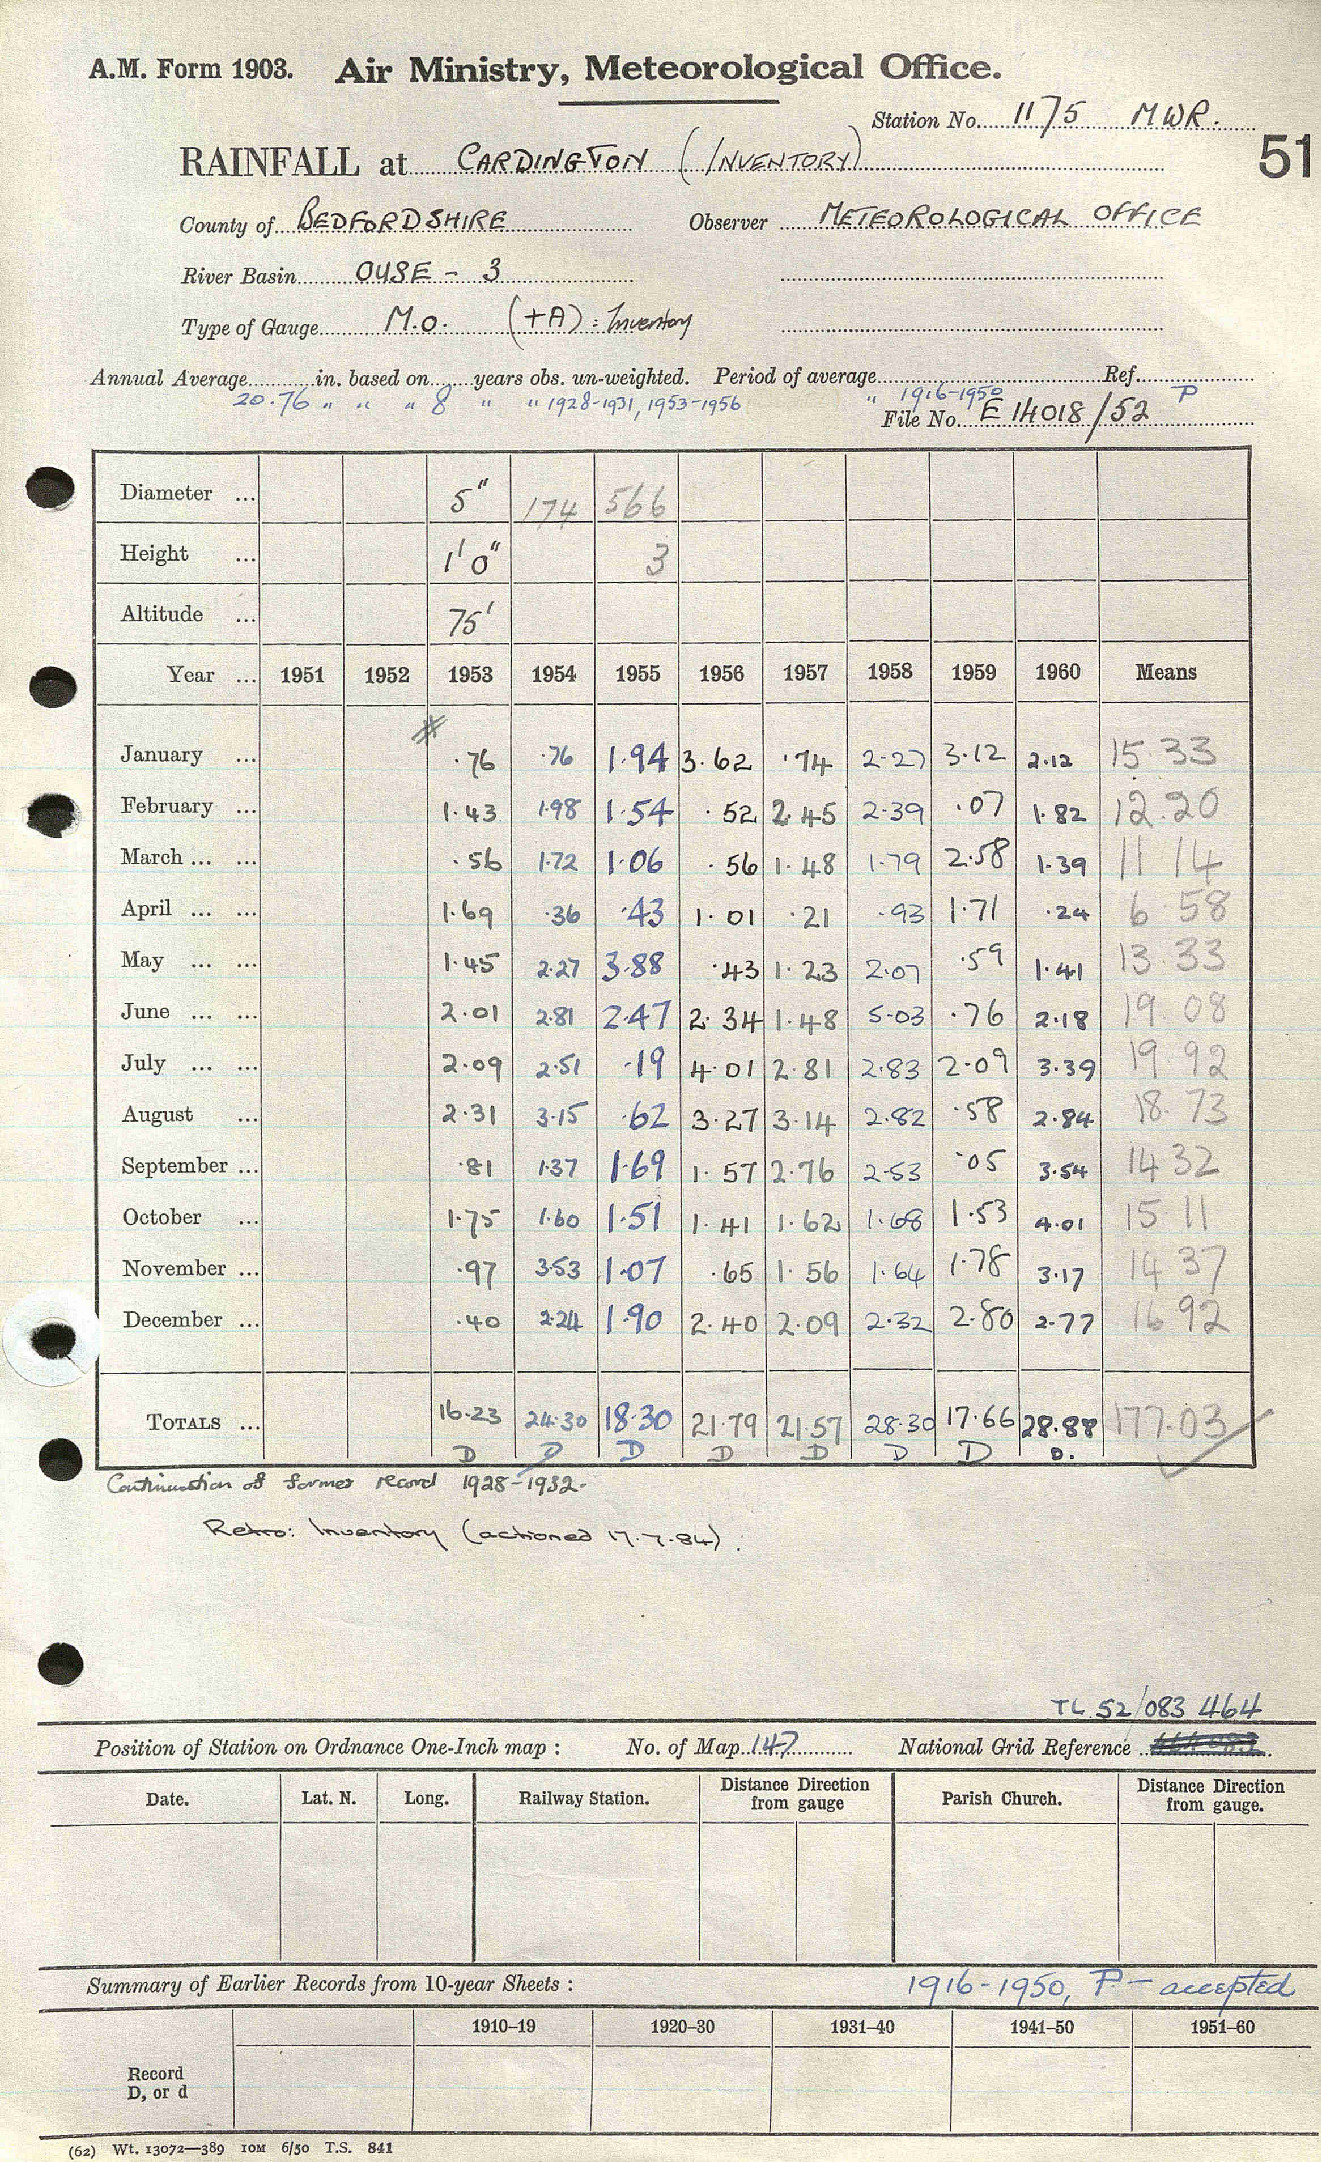 A.M. Form 1903. Air Ministry, Meteorological Office.
Station No. 1175 MWR.
51
RAINFALL at CARDINGTON (INVENTORY)
County of BEDFORDSHIRE Observer METEOROLOGICAL OFFICE
River Basin OUSE - 3
Type of Gauge M.O. (+A) : Inventory
Annual Average in. based on years obs. un-weighted. Period of average Ref.
20.76 " " " 8 " " 1928-1931, 1953-1956 " 1916-1950 P
File No. E 14018/52
Diameter ... 5" 174 566
Height ... 1'0" 3
Altitude ... 75'
Year ... 1951 1952 1953 1954 1955 1956 1957 1958 1959 1960 Means
January ... # .76 .76 1.94 3.62 .74 2.27 3.12 2.12 15.33
February ... 1.43 1.98 1.54 .52 2.45 2.39 .07 1.82 12.20
March ... ... .56 1.72 1.06 .56 1.48 1.79 2.58 1.39 11 14
April ... ... 1.69 .36 .43 1.01 .21 .93 1.71 .24 6.58
May ... ... 1.45 2.27 3.88 .43 1.23 2.07 .59 1.41 13.33
June ... ... 2.01 2.81 2.47 2.34 1.48 5.03 .76 2.18 19.08
July ... ... 2.09 2.51 .19 4.01 2.81 2.83 2.09 3.39 19.92
August ... 2.31 3.15 .62 3.27 3.14 2.82 .58 2.84 18.73
September ... .81 1.37 1.69 1.57 2.76 2.53 .05 3.54 14 32
October ... 1.75 1.60 1.51 1.41 1.62 1.68 1.53 4.01 15 11
November ... .97 3.53 1.07 .65 1.56 1.64 1.78 3.17 14 37
December ... .40 2.24 1.90 2.40 2.09 2.32 2.80 2.77 16 92
TOTALS ... 16.23 24.30 18.30 21.79 21.57 28.30 17.66 28.88 177.03
D D D D D D D D.
Continuation of former record 1928-1932.
Retro: Inventory (actioned 17.7.84).
TL 52/083 464
Position of Station on Ordnance One-Inch map : No. of Map 147 National Grid Reference
Date. Lat. N. Long. Railway Station. Distance Direction from gauge Parish Church. Distance Direction from gauge.
Summary of Earlier Records from 10-year Sheets : 1916-1950, P - accepted
1910–19 1920–30 1931–40 1941–50 1951–60
Record
D, or d
(62) Wt. 13072—389 10M 6/50 T.S. 841